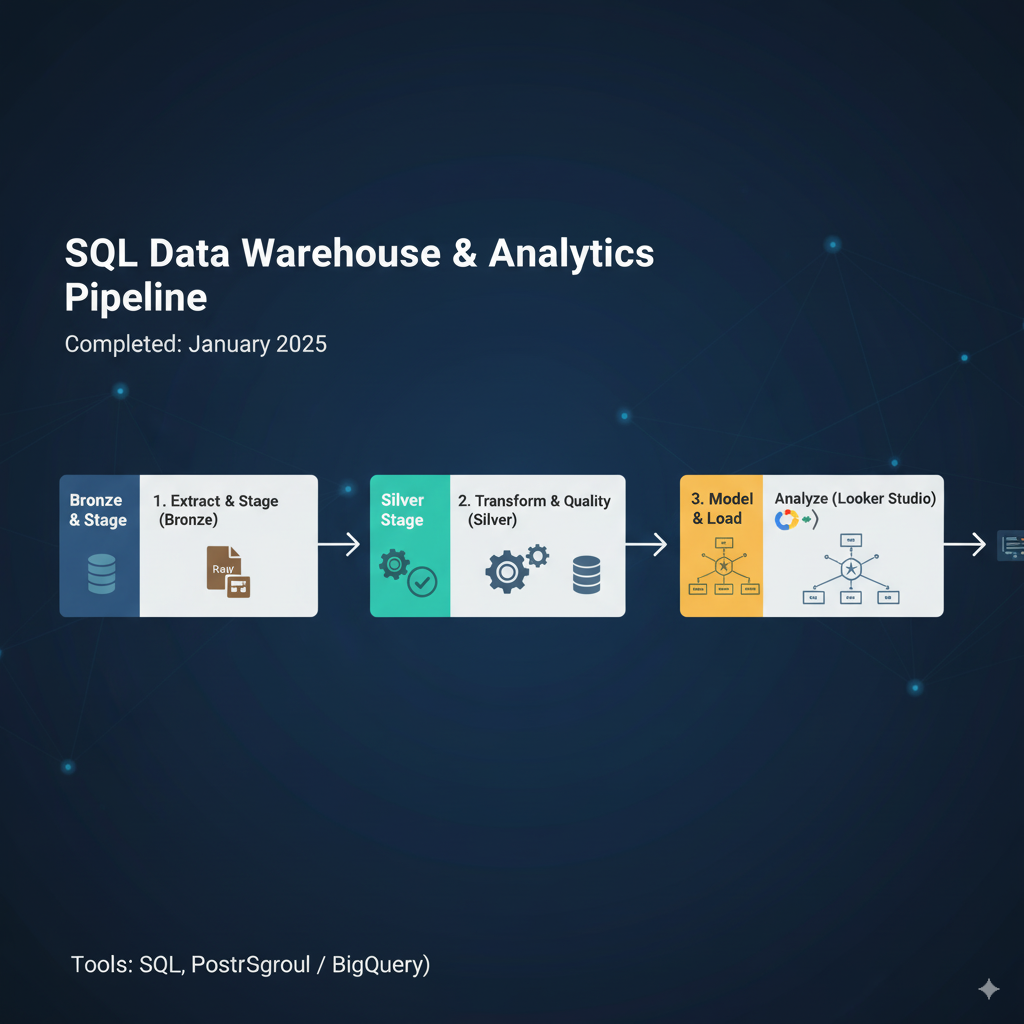 SQL Data Warehouse & Analytics
Pipeline
Completed: January 2025
Bronze
& Stage
1. Extract & Stage
(Bronze)
Raw
Silver
Stage
2. Transform & Quality
(Silver)
3. Model
& Load
Analyze (Looker Studio)
Tools: SQL, PostrSgroul / BigQuery)